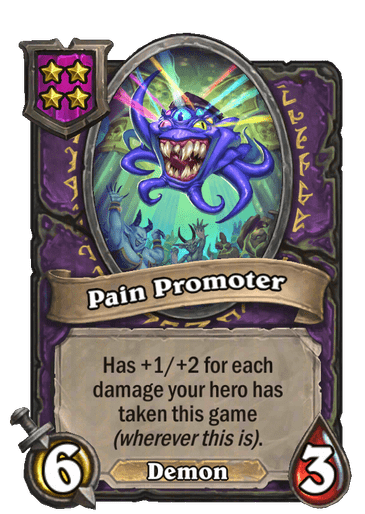 Pain Promoter
Has +1/+2 for each
damage your hero has
taken this game
(wherever this is).
6
Demon
3